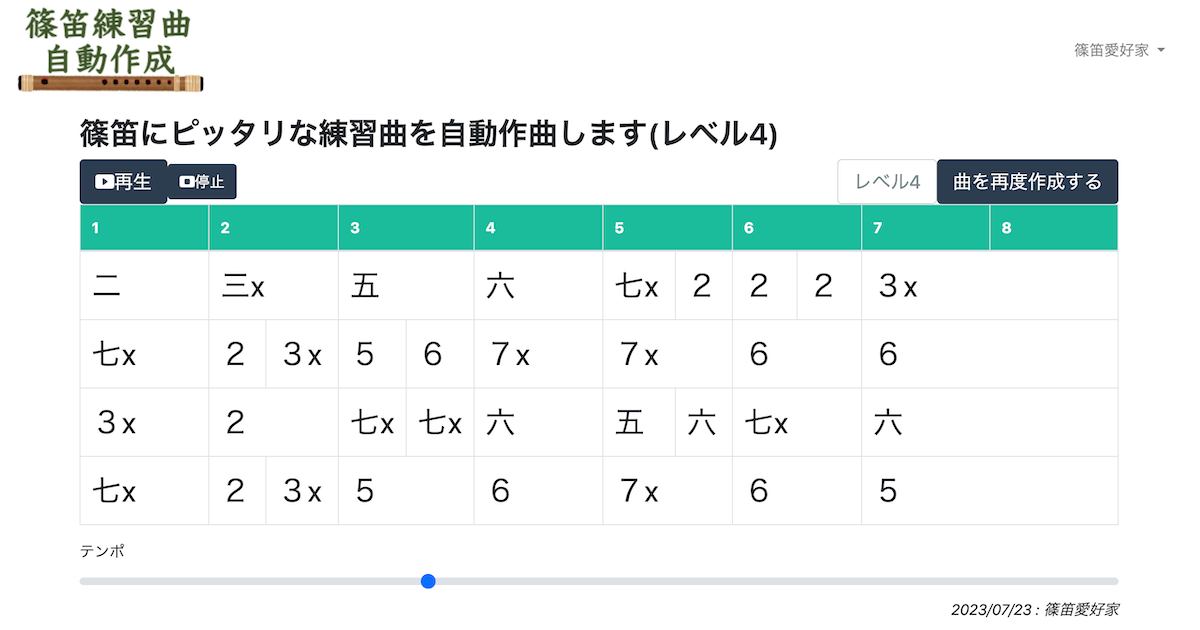 篠笛練習曲
自動作成
篠笛愛好家
篠笛にピッタリな練習曲を自動作曲します(レベル4)
再生 停止 レベル4 曲を再度作成する
1 2 3 4 5 6 7 8
二 三x 五 六 七x 2 2 2 3x
七x 2 3x 5 6 7x 7x 6 6
3x 2 七x 七x 六 五 六 七x 六
七x 2 3x 5 6 7x 6 5
テンポ
2023/07/23 : 篠笛愛好家